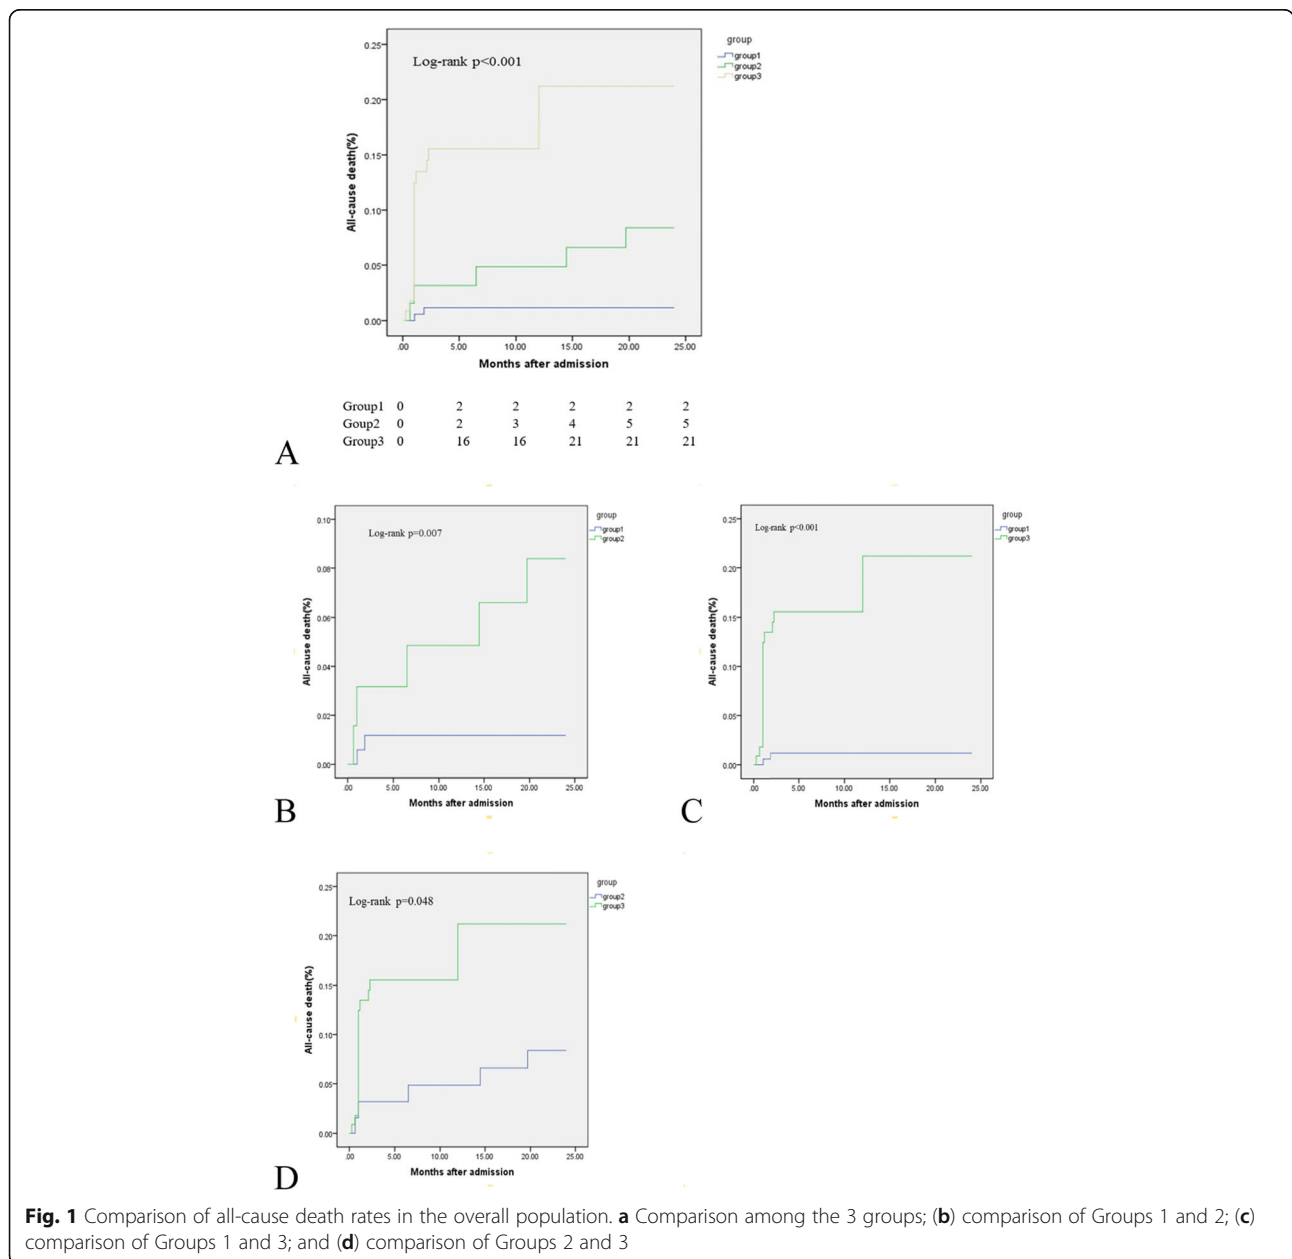 group
group1
group2
group3
Log-rank p<0.001
All-cause death(%)
0.25
0.20
0.15
0.10
0.05
0.00
.00 5.00 10.00 15.00 20.00 25.00
Months after admission
Group1 0 2 2 2 2 2
Goup2 0 2 3 4 5 5
Group3 0 16 16 21 21 21
A
group
group1
group2
Log-rank p=0.007
All-cause death(%)
0.10
0.08
0.06
0.04
0.02
0.00
.00 5.00 10.00 15.00 20.00 25.00
Months after admission
B
group
group1
group3
Log-rank p<0.001
All-cause death(%)
0.25
0.20
0.15
0.10
0.05
0.00
.00 5.00 10.00 15.00 20.00 25.00
Months after admission
C
group
group2
group3
Log-rank p=0.048
All-cause death(%)
0.25
0.20
0.15
0.10
0.05
0.00
.00 5.00 10.00 15.00 20.00 25.00
Months after admission
D
Fig. 1 Comparison of all-cause death rates in the overall population. a Comparison among the 3 groups; (b) comparison of Groups 1 and 2; (c)
comparison of Groups 1 and 3; and (d) comparison of Groups 2 and 3